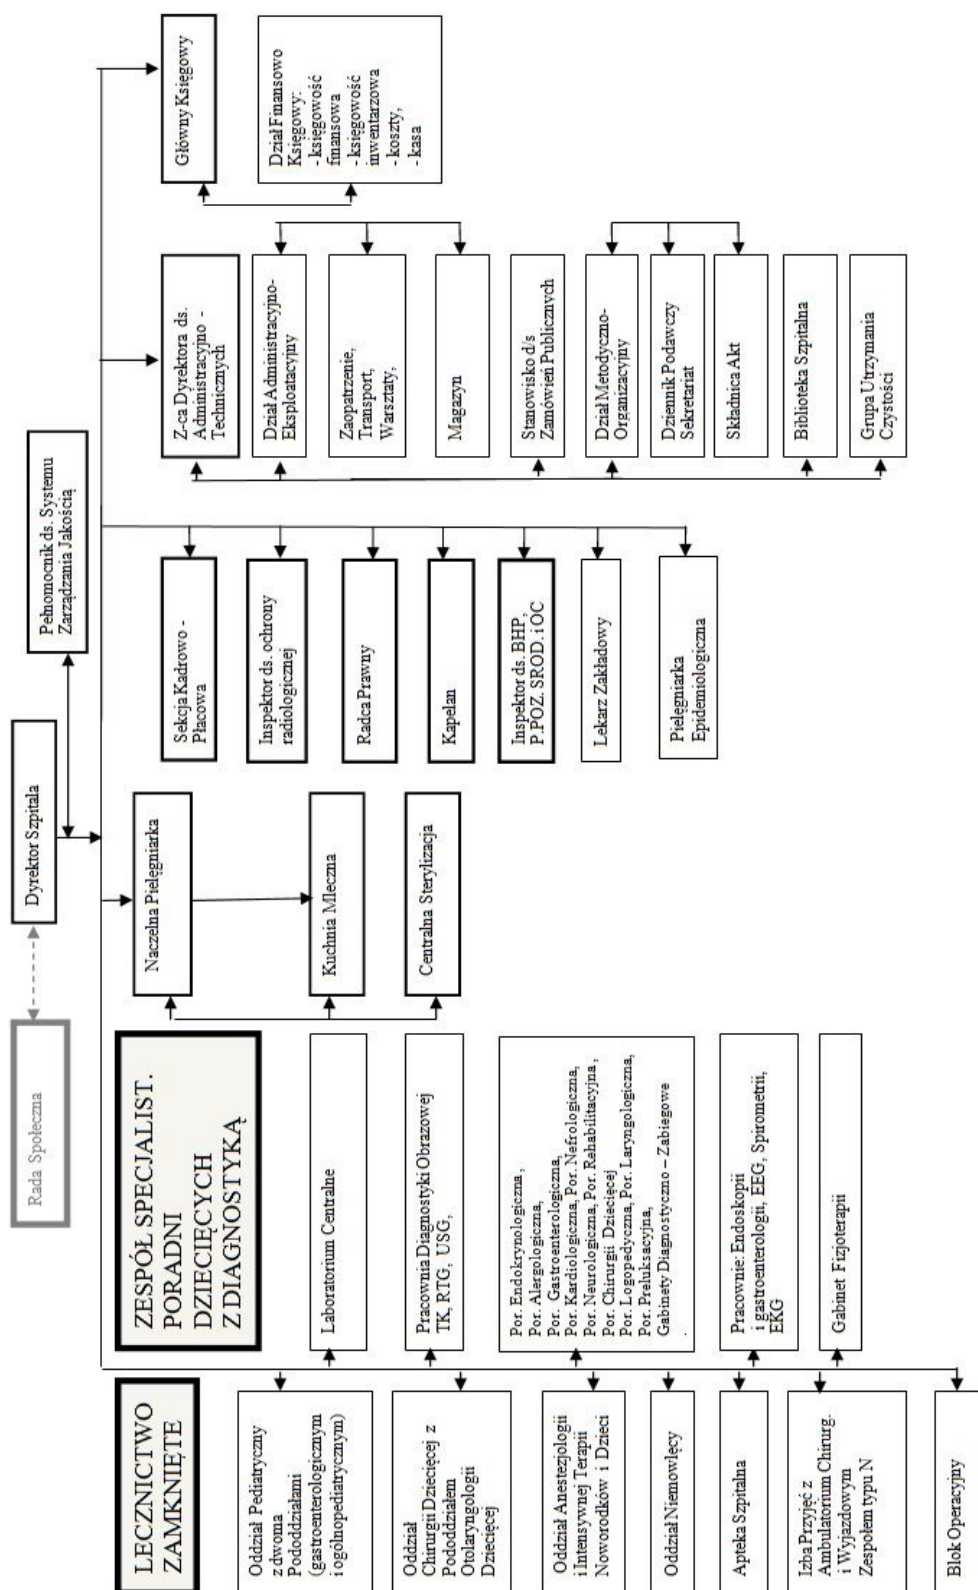 Rada Społeczna
Dyrektor Szpitala
Pełnomocnik ds. Systemu
Zarządzania Jakością
LECZNICTWO
ZAMKNIĘTE
Oddział Pediatryczny
z dwoma
Pododdziałami
(gastroenterologicznym
i ogólnopediatrycznym)
Oddział
Chirurgii Dziecięcej z
Pododdziałem
Otolaryngologii
Dziecięcej
Oddział Anestezjologii
i Intensywnej Terapii
Noworodków i Dzieci
Oddział Niemowlęcy
Apteka Szpitalna
Izba Przyjęć z
Ambulatorium Chirurg.
i Wyjazdowym
Zespołem typu N
Blok Operacyjny
ZESPÓŁ SPECJALIST.
PORADNI
DZIECIĘCYCH
Z DIAGNOSTYKĄ
Laboratorium Centralne
Pracownia Diagnostyki Obrazowej
TK, RTG, USG,
Por. Endokrynologiczna,
Por. Alergologiczna,
Por. Gastroenterologiczna,
Por. Kardiologiczna, Por. Nefrologiczna,
Por. Neurologiczna, Por. Rehabilitacyjna,
Por. Chirurgii Dziecięcej
Por. Logopedyczna, Por. Laryngologiczna,
Por. Preluksacyjna,
Gabinety Diagnostyczno – Zabiegowe
.
Pracownie: Endoskopii
i gastroenterologii, EEG, Spirometrii,
EKG
Gabinet Fizjoterapii
Naczelna Pielęgniarka
Kuchnia Mleczna
Centralna Sterylizacja
Sekcja Kadrowo -
Płacowa
Inspektor ds. ochrony
radiologicznej
Radca Prawny
Kapelan
Inspektor ds. BHP,
P.POZ. SROD. i OC
Lekarz Zakładowy
Pielęgniarka
Epidemiologiczna
Z-ca Dyrektora ds.
Administracyjno -
Technicznych
Dział Administracyjno-
Eksploatacyjny
Zaopatrzenie,
Transport,
Warsztaty,
Magazyn
Stanowisko d/s
Zamówień Publicznych
Dział Metodyczno-
Organizacyjny
Dziennik Podawczy
Sekretariat
Składnica Akt
Biblioteka Szpitalna
Grupa Utrzymania
Czystości
Główny Księgowy
Dział Finansowo
Księgowy:
- księgowość
finansowa
- księgowość
inwentarzowa
- koszty,
- kasa